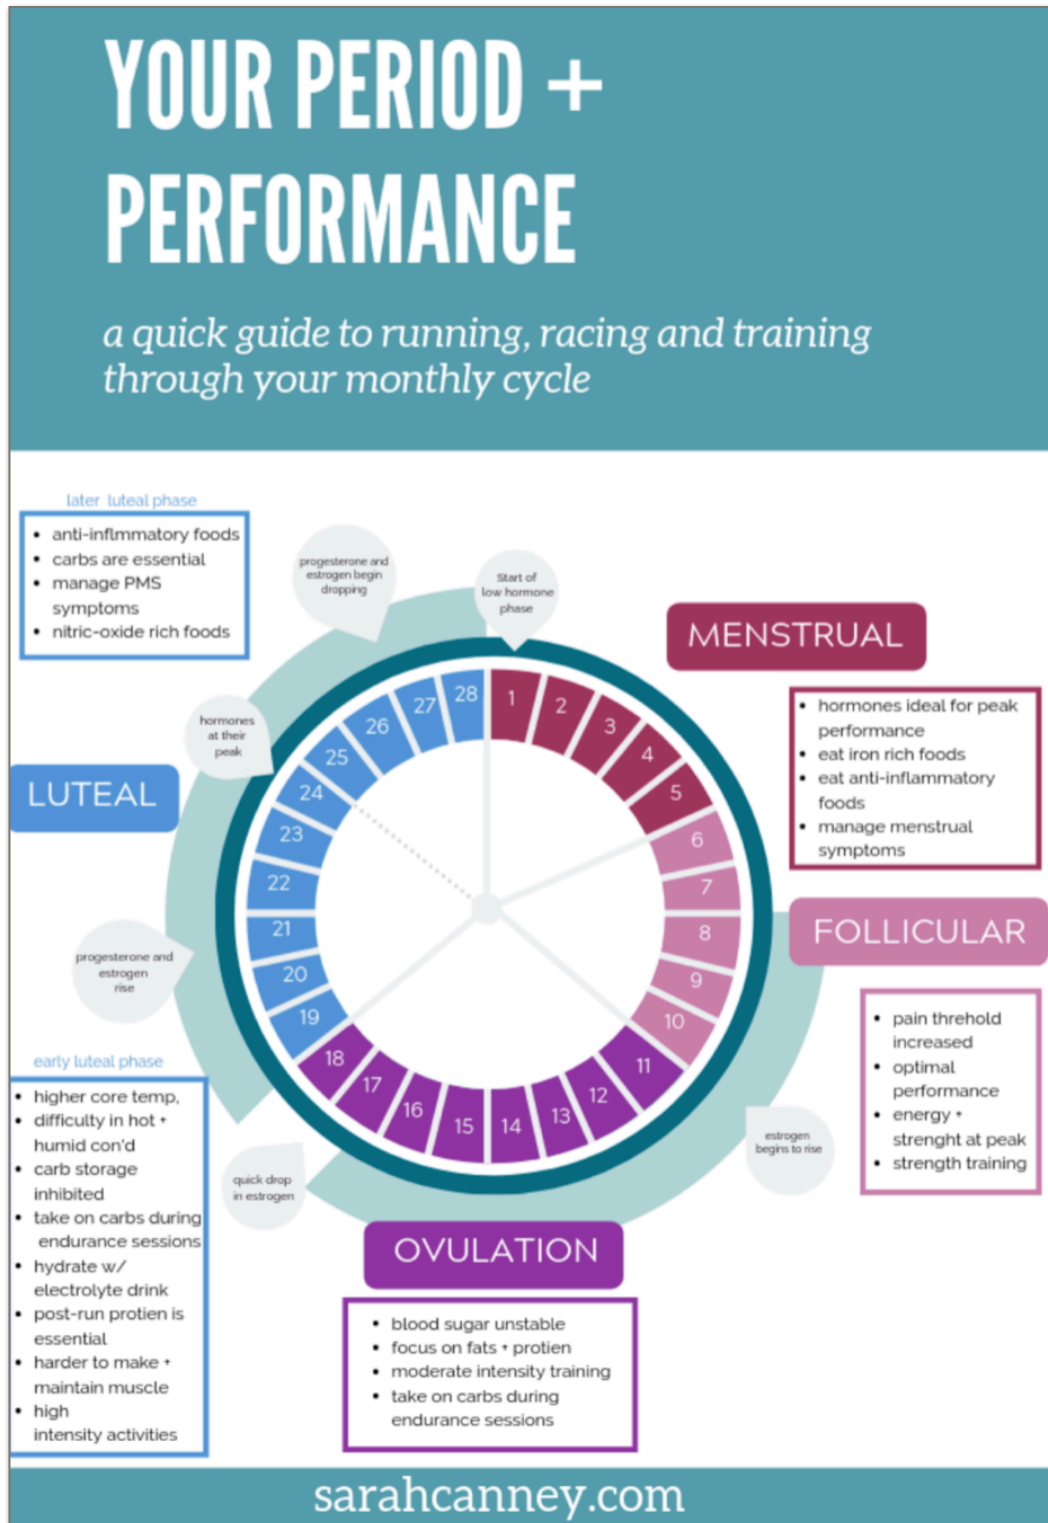 YOUR PERIOD +
PERFORMANCE
a quick guide to running, racing and training
through your monthly cycle
later luteal phase
• anti-inflmmatory foods
• carbs are essential
• manage PMS
symptoms
• nitric-oxide rich foods
progesterone and
estrogen begin
dropping
Start of
low hormone
phase
MENSTRUAL
• hormones ideal for peak
performance
• eat iron rich foods
• eat anti-inflammatory
foods
• manage menstrual
symptoms
hormones
at their
peak
LUTEAL
1
2
3
4
5
6
7
8
9
10
11
12
13
14
15
16
17
18
19
20
21
22
23
24
25
26
27
28
FOLLICULAR
• pain threhold
increased
• optimal
performance
• energy +
strenght at peak
• strength training
progesterone and
estrogen
rise
estrogen
begins to rise
quick drop
in estrogen
early luteal phase
• higher core temp,
• difficulty in hot +
humid con'd
• carb storage
inhibited
• take on carbs during
endurance sessions
• hydrate w/
electrolyte drink
• post-run protien is
essential
• harder to make +
maintain muscle
• high
intensity activities
OVULATION
• blood sugar unstable
• focus on fats + protien
• moderate intensity training
• take on carbs during
endurance sessions
sarahcanney.com